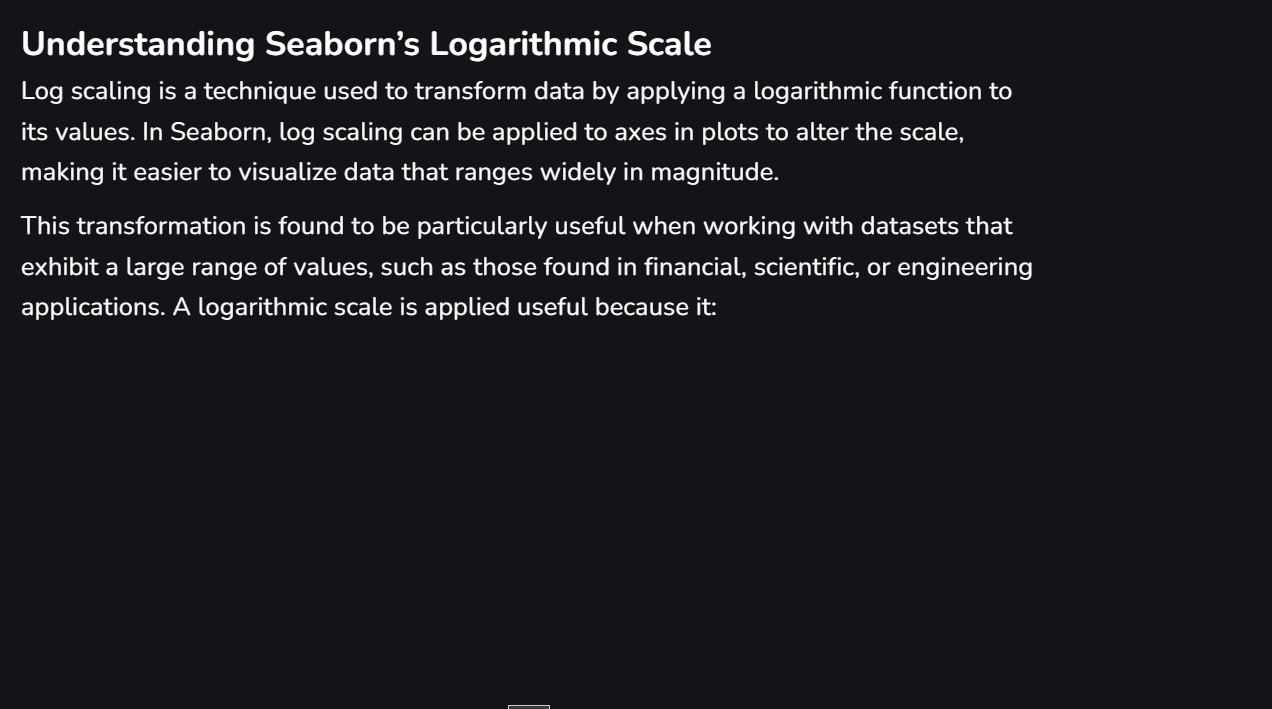 Understanding Seaborn’s Logarithmic Scale
Log scaling is a technique used to transform data by applying a logarithmic function to
its values. In Seaborn, log scaling can be applied to axes in plots to alter the scale,
making it easier to visualize data that ranges widely in magnitude.
This transformation is found to be particularly useful when working with datasets that
exhibit a large range of values, such as those found in financial, scientific, or engineering
applications. A logarithmic scale is applied useful because it: